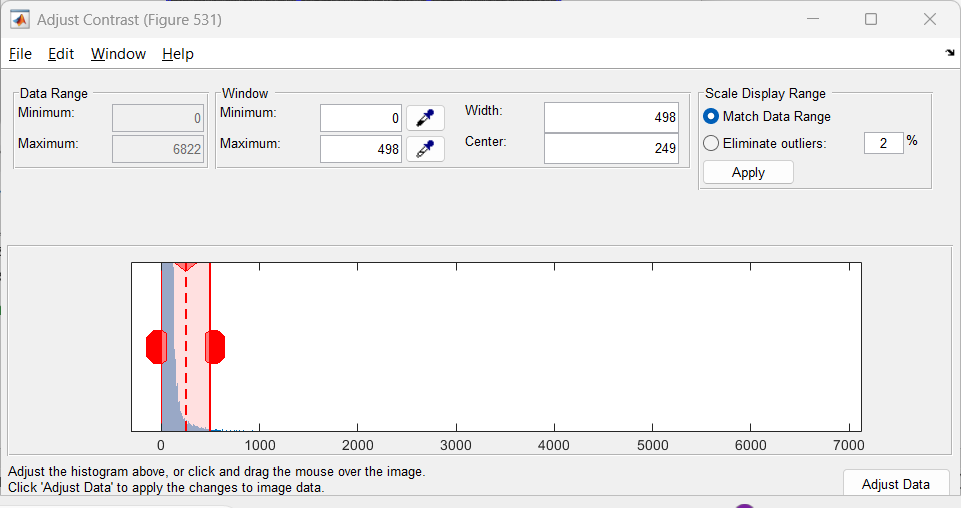 Adjust Contrast (Figure 531)
File Edit Window Help
Data Range
Minimum: 0
Maximum: 6822
Window
Minimum: 0
Maximum: 498
Width: 498
Center: 249
Scale Display Range
Match Data Range
Eliminate outliers: 2 %
Apply
0 1000 2000 3000 4000 5000 6000 7000
Adjust the histogram above, or click and drag the mouse over the image.
Click 'Adjust Data' to apply the changes to image data.
Adjust Data